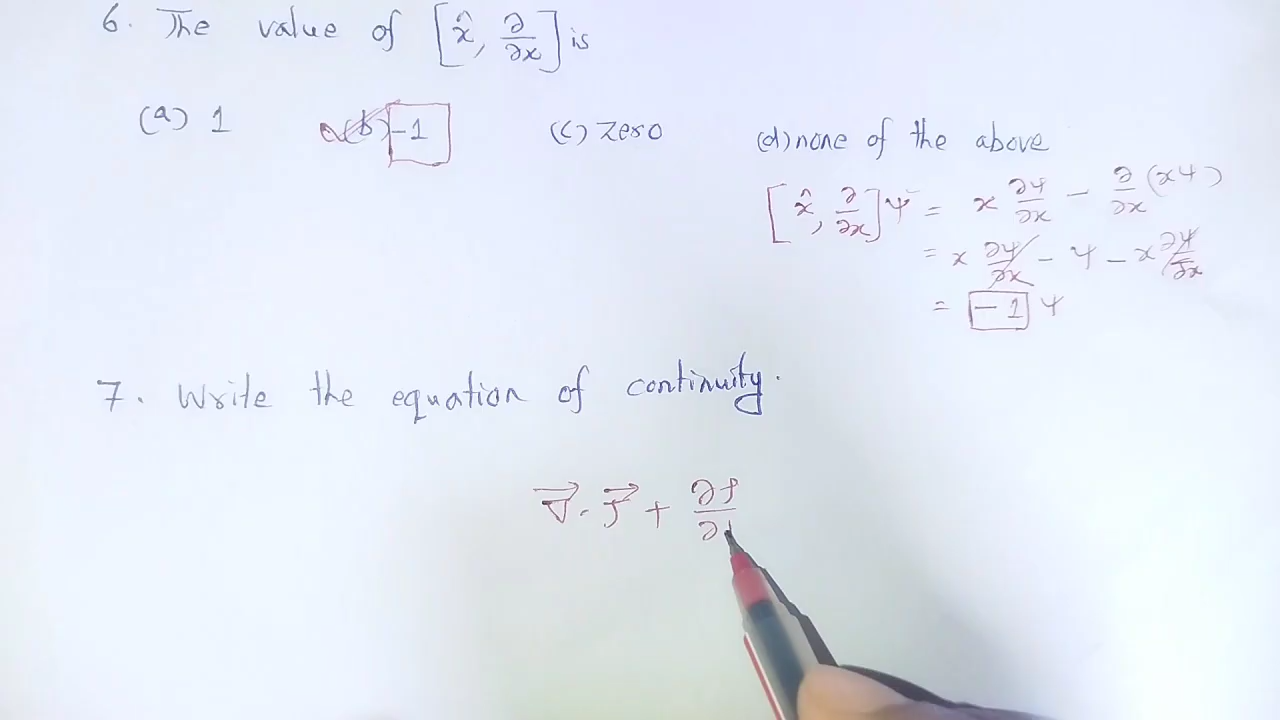 6. The value of [x̂, ∂/∂x] is
(a) 1 (b) -1 (c) zero (d) none of the above
[x̂, ∂/∂x]ψ = x ∂ψ/∂x - ∂/∂x (xψ)
= x ∂ψ/∂x - ψ - x ∂ψ/∂x
= -1 ψ
7. Write the equation of continuity.
∇⃗ . J⃗ + ∂ρ/∂t